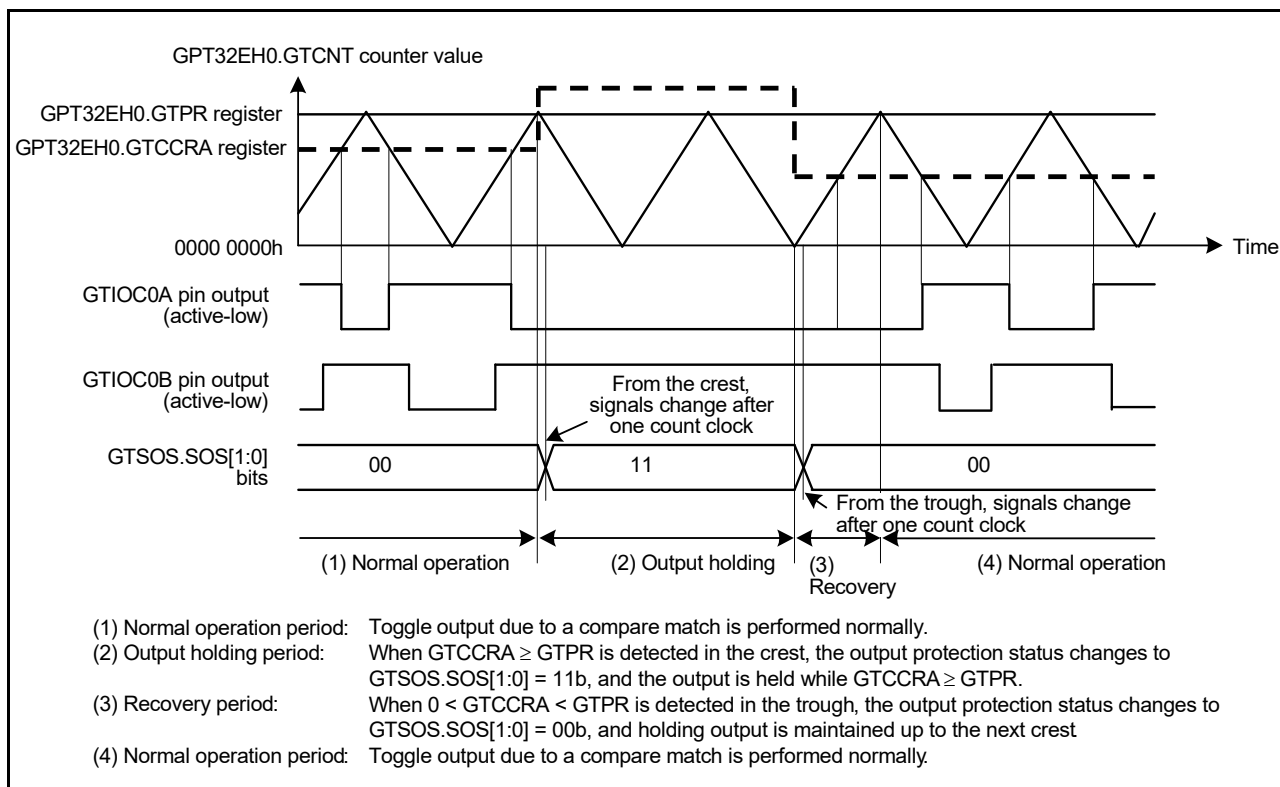 GPT32EH0.GTCNT counter value
GPT32EH0.GTPR register
GPT32EH0.GTCCRA register
0000 0000h
Time
GTIOC0A pin output
(active-low)
GTIOC0B pin output
(active-low)
From the crest,
signals change after
one count clock
GTSOS.SOS[1:0]
bits
00
11
00
From the trough, signals change
after one count clock
(1) Normal operation
(2) Output holding
(3)
Recovery
(4) Normal operation
(1) Normal operation period: Toggle output due to a compare match is performed normally.
(2) Output holding period: When GTCCRA ≥ GTPR is detected in the crest, the output protection status changes to
GTSOS.SOS[1:0] = 11b, and the output is held while GTCCRA ≥ GTPR.
(3) Recovery period: When 0 < GTCCRA < GTPR is detected in the trough, the output protection status changes to
GTSOS.SOS[1:0] = 00b, and holding output is maintained up to the next crest
(4) Normal operation period: Toggle output due to a compare match is performed normally.